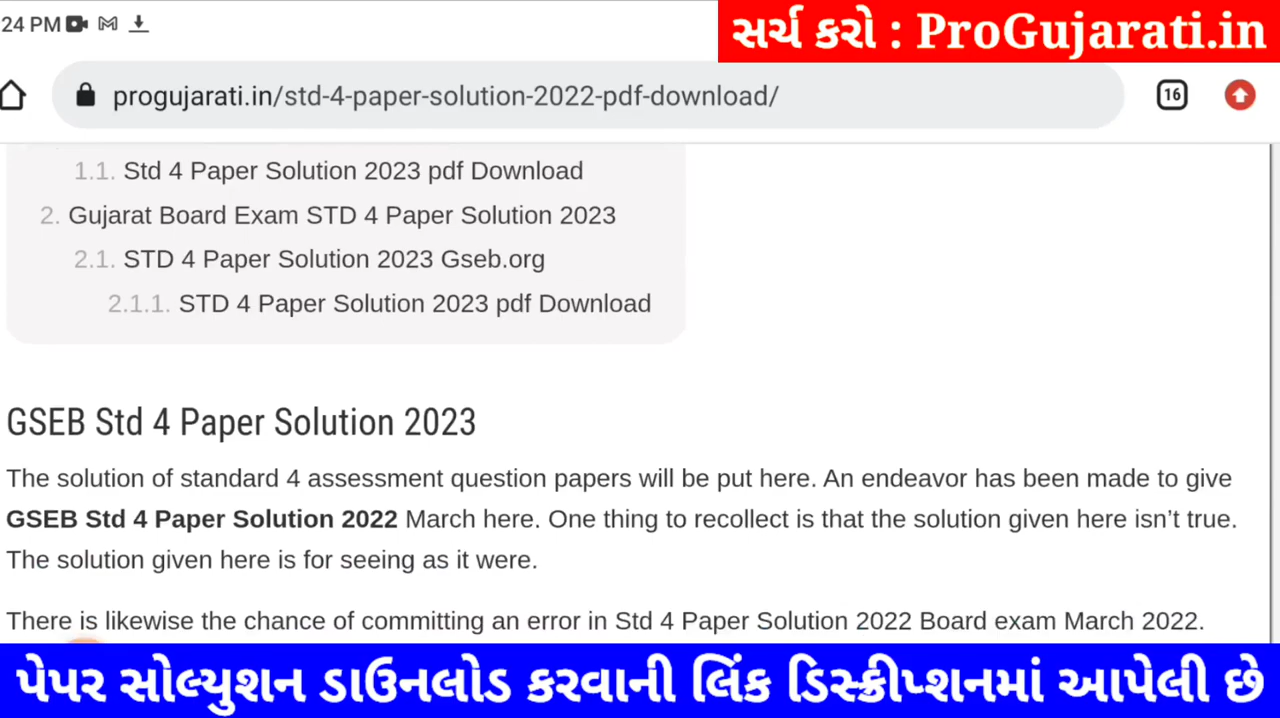 24 PM
સર્ચ કરો : ProGujarati.in
progujarati.in/std-4-paper-solution-2022-pdf-download/
16
1.1. Std 4 Paper Solution 2023 pdf Download
2. Gujarat Board Exam STD 4 Paper Solution 2023
2.1. STD 4 Paper Solution 2023 Gseb.org
2.1.1. STD 4 Paper Solution 2023 pdf Download
GSEB Std 4 Paper Solution 2023
The solution of standard 4 assessment question papers will be put here. An endeavor has been made to give
GSEB Std 4 Paper Solution 2022 March here. One thing to recollect is that the solution given here isn’t true.
The solution given here is for seeing as it were.
There is likewise the chance of committing an error in Std 4 Paper Solution 2022 Board exam March 2022.
પેપર સોલ્યુશન ડાઉનલોડ કરવાની લિંક ડિસ્ક્રીપ્શનમાં આપેલી છે